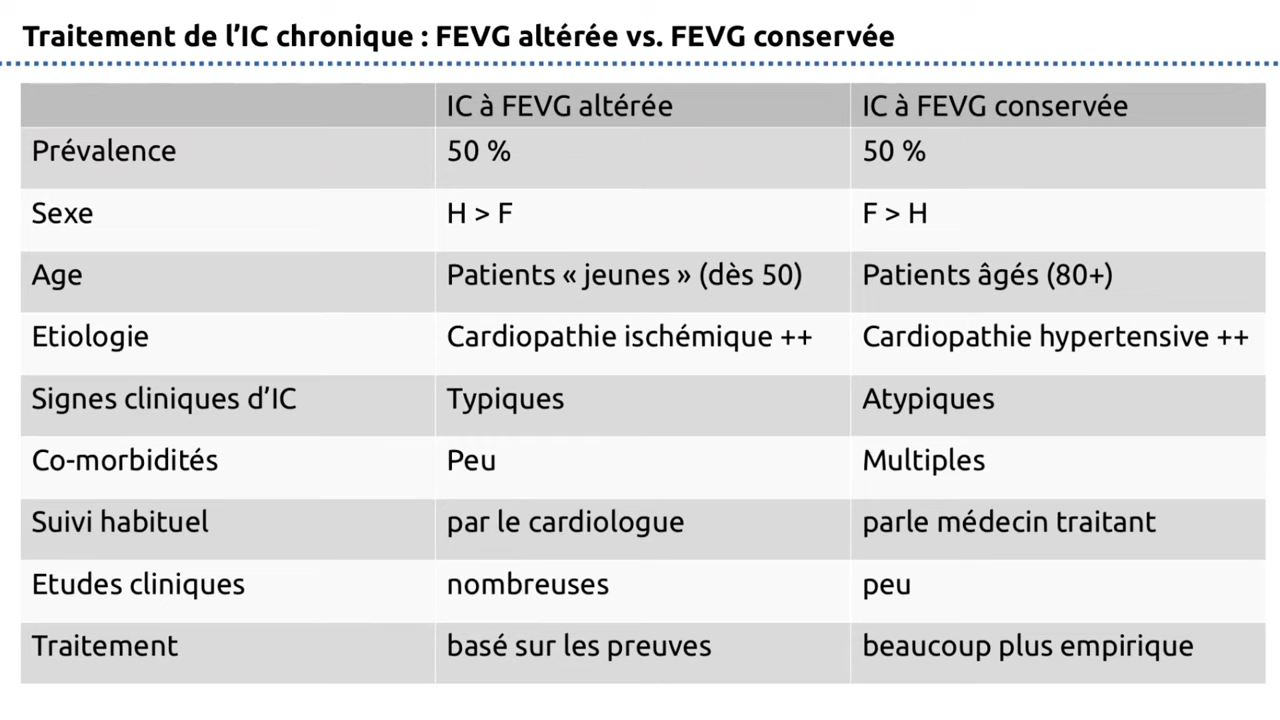 Traitement de l’IC chronique : FEVG altérée vs. FEVG conservée
IC à FEVG altérée IC à FEVG conservée
Prévalence 50 % 50 %
Sexe H > F F > H
Age Patients « jeunes » (dès 50) Patients âgés (80+)
Etiologie Cardiopathie ischémique ++ Cardiopathie hypertensive ++
Signes cliniques d’IC Typiques Atypiques
Co-morbidités Peu Multiples
Suivi habituel par le cardiologue parle médecin traitant
Etudes cliniques nombreuses peu
Traitement basé sur les preuves beaucoup plus empirique